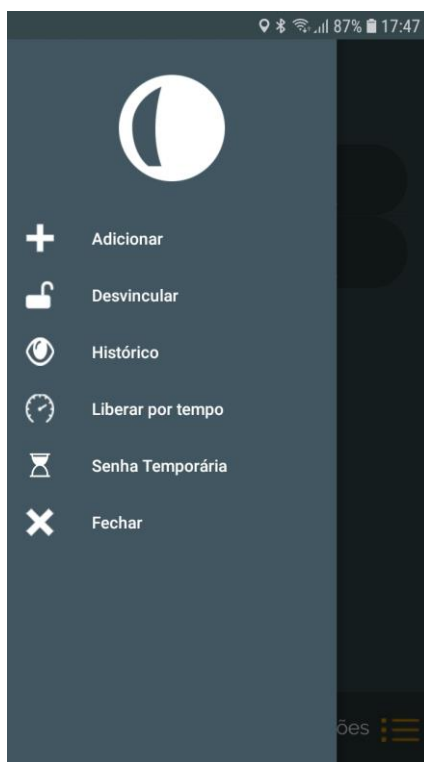 87% 17:47
Adicionar
Desvincular
Histórico
Liberar por tempo
Senha Temporária
Fechar
ões